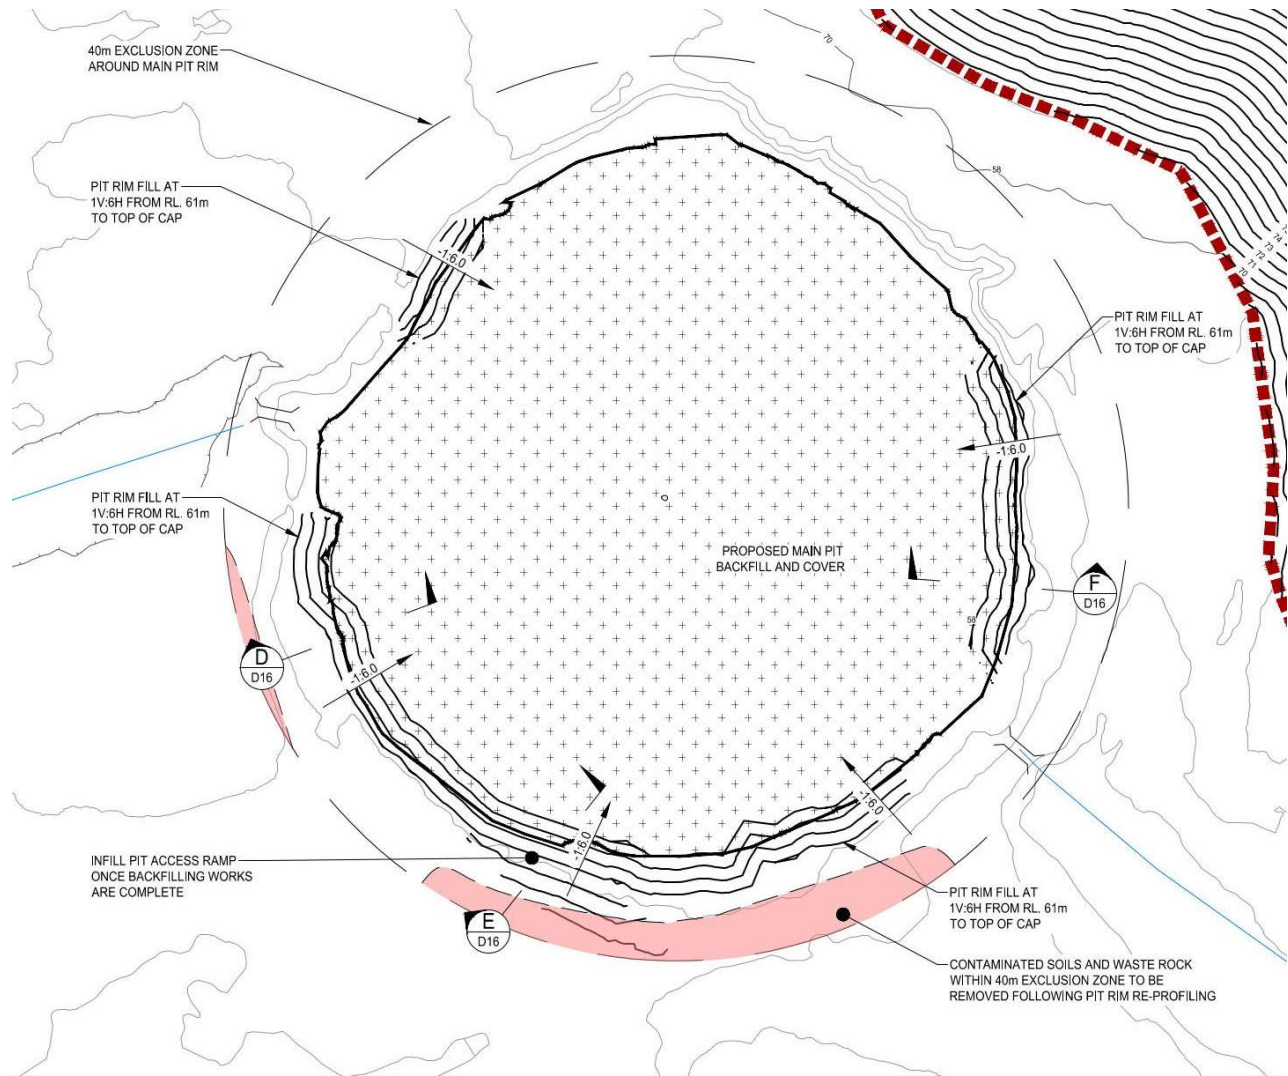 40m EXCLUSION ZONE
AROUND MAIN PIT RIM
70
58
PIT RIM FILL AT
1V:6H FROM RL. 61m
TO TOP OF CAP
-1:6.0
74
73
72
71
70
PIT RIM FILL AT
1V:6H FROM RL. 61m
TO TOP OF CAP
-1:6.0
PIT RIM FILL AT
1V:6H FROM RL. 61m
TO TOP OF CAP
PROPOSED MAIN PIT
BACKFILL AND COVER
F
D16
58
D
D16
-1:6.0
-1:6.0
-1:6.0
INFILL PIT ACCESS RAMP
ONCE BACKFILLING WORKS
ARE COMPLETE
E
D16
PIT RIM FILL AT
1V:6H FROM RL. 61m
TO TOP OF CAP
CONTAMINATED SOILS AND WASTE ROCK
WITHIN 40m EXCLUSION ZONE TO BE
REMOVED FOLLOWING PIT RIM RE-PROFILING